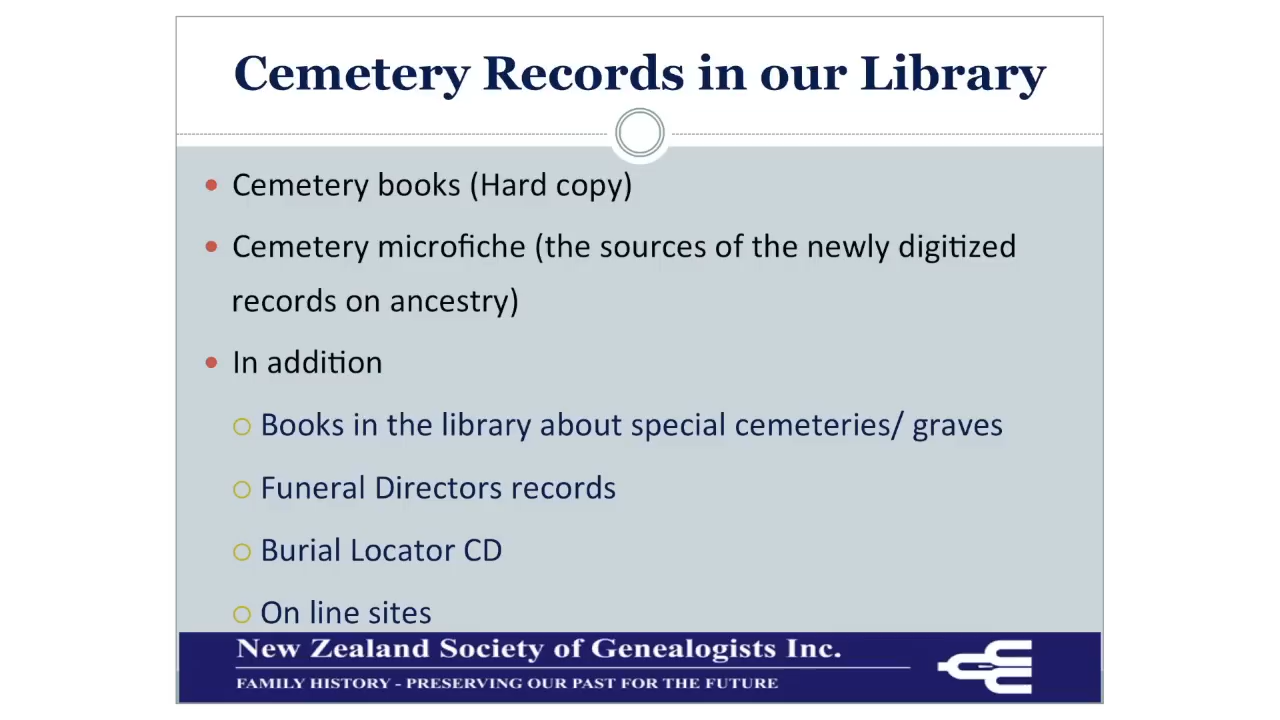 Cemetery Records in our Library
Cemetery books (Hard copy)
Cemetery microfiche (the sources of the newly digitized
records on ancestry)
In addition
Books in the library about special cemeteries/ graves
Funeral Directors records
Burial Locator CD
On line sites
New Zealand Society of Genealogists Inc.
FAMILY HISTORY - PRESERVING OUR PAST FOR THE FUTURE